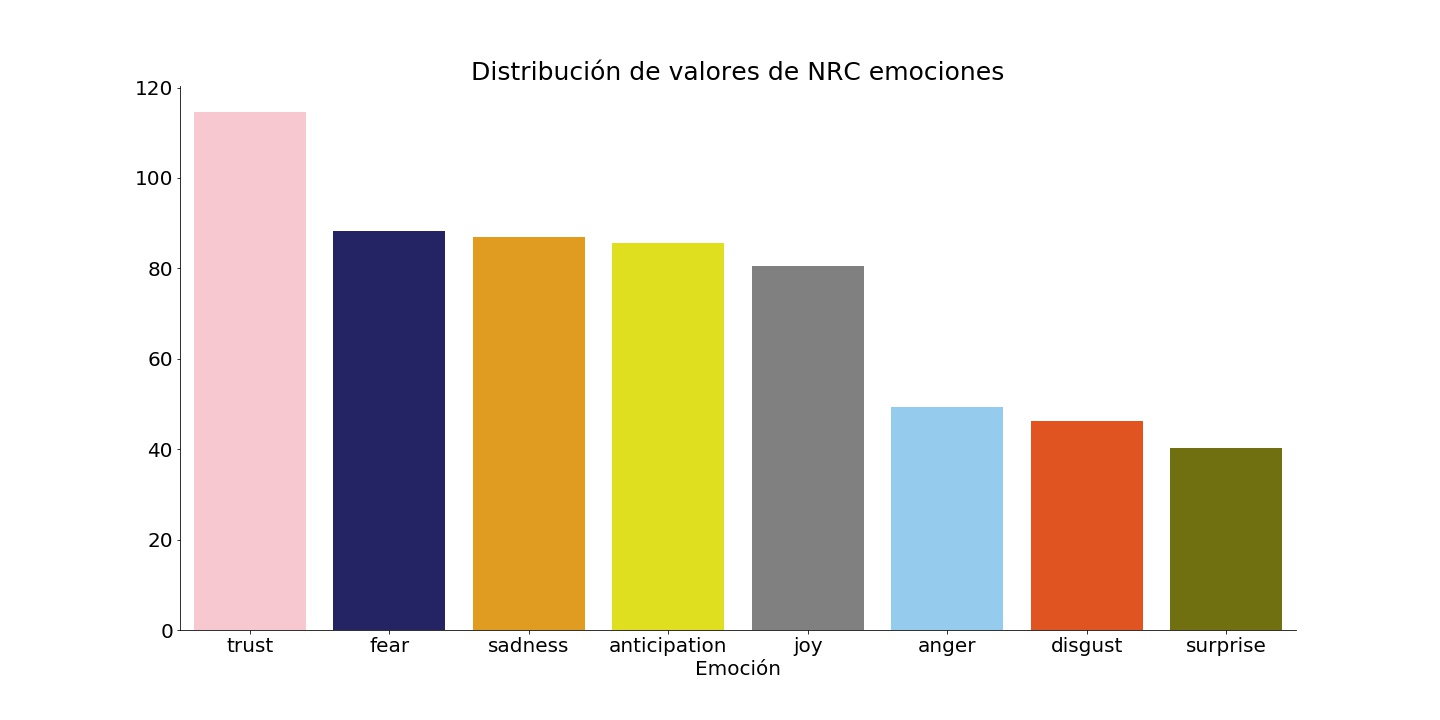 Distribución de valores de NRC emociones
120
100
80
60
40
20
0
trust fear sadness anticipation joy anger disgust surprise
Emoción